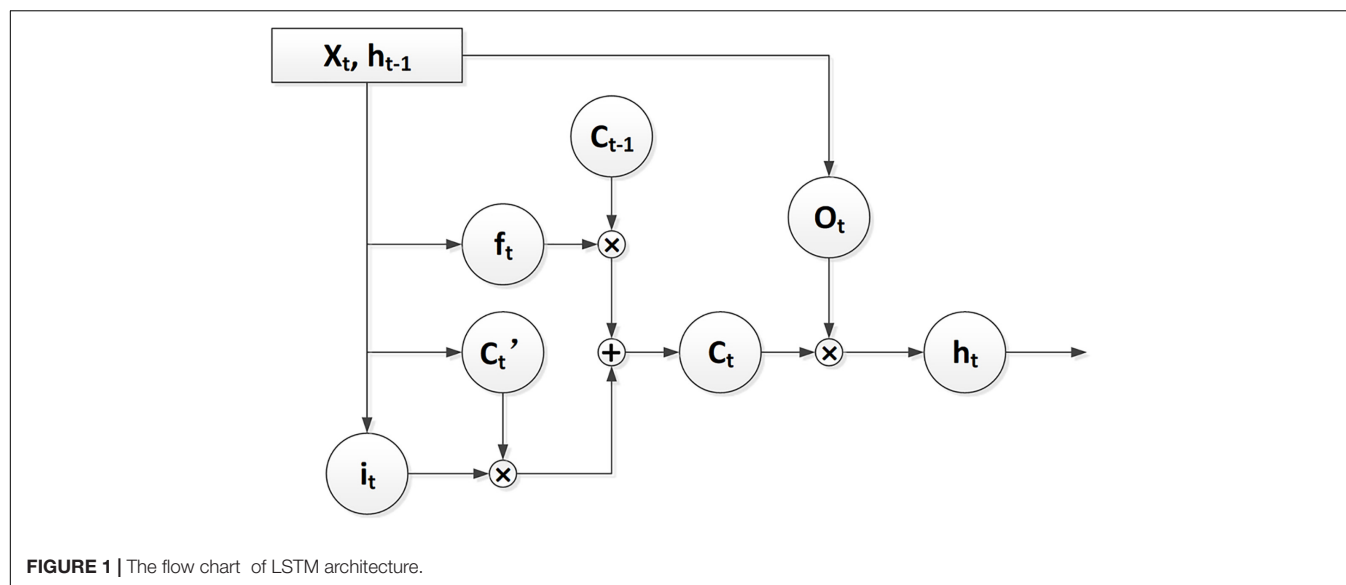 Xt, ht-1
Ct-1
Ot
ft
×
Ct’
+
Ct
×
ht
it
×
FIGURE 1 | The flow chart of LSTM architecture.